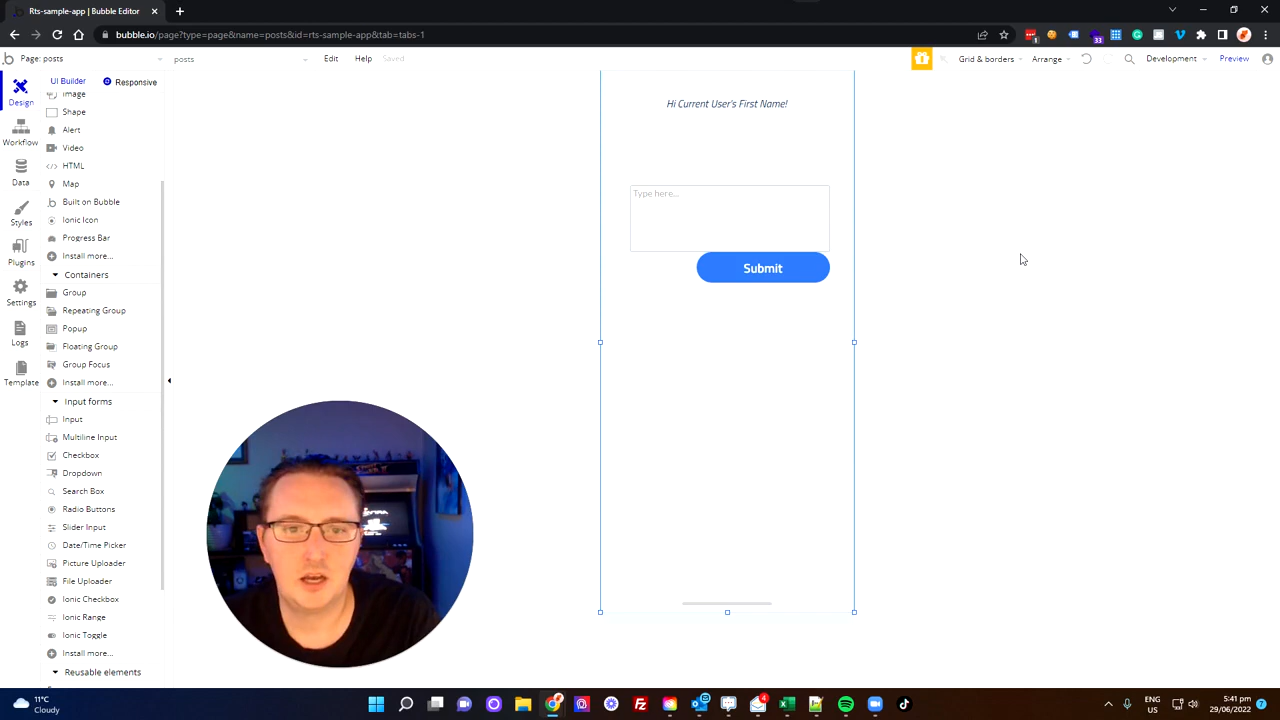 Rts-sample-app | Bubble Editor
bubble.io/page?type=page&name=posts&id=rts-sample-app&tab=tabs-1
Page: posts
posts
Edit
Help
Saved
Grid & borders
Arrange
Development
Preview
Design
Workflow
Data
Styles
Plugins
Settings
Logs
Template
UI Builder
Responsive
Image
Shape
Alert
Video
HTML
Map
Built on Bubble
Ionic Icon
Progress Bar
Install more...
Containers
Group
Repeating Group
Popup
Floating Group
Group Focus
Install more...
Input forms
Input
Multiline Input
Checkbox
Dropdown
Search Box
Radio Buttons
Slider Input
Date/Time Picker
Picture Uploader
File Uploader
Ionic Checkbox
Ionic Range
Ionic Toggle
Install more...
Reusable elements
Hi Current User's First Name!
Type here...
Submit
11°C
Cloudy
ENG
US
5:41 pm
29/06/2022